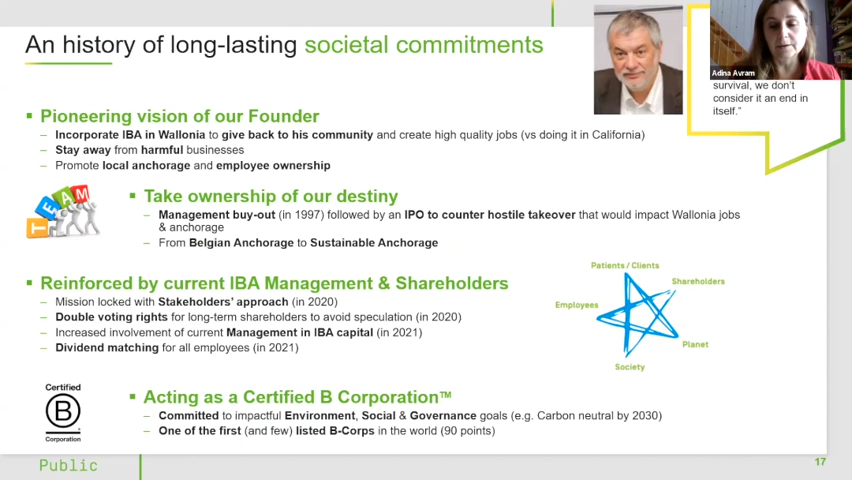 An history of long-lasting societal commitments
Adina Avram
survival, we don't
consider it an end in
itself."
Pioneering vision of our Founder
– Incorporate IBA in Wallonia to give back to his community and create high quality jobs (vs doing it in California)
– Stay away from harmful businesses
– Promote local anchorage and employee ownership
TEAM
Take ownership of our destiny
– Management buy-out (in 1997) followed by an IPO to counter hostile takeover that would impact Wallonia jobs
& anchorage
– From Belgian Anchorage to Sustainable Anchorage
Reinforced by current IBA Management & Shareholders
– Mission locked with Stakeholders' approach (in 2020)
– Double voting rights for long-term shareholders to avoid speculation (in 2020)
– Increased involvement of current Management in IBA capital (in 2021)
– Dividend matching for all employees (in 2021)
Patients / Clients
Shareholders
Employees
Planet
Society
Certified
B
Corporation
Acting as a Certified B Corporation™
– Committed to impactful Environment, Social & Governance goals (e.g. Carbon neutral by 2030)
– One of the first (and few) listed B-Corps in the world (90 points)
Public
17